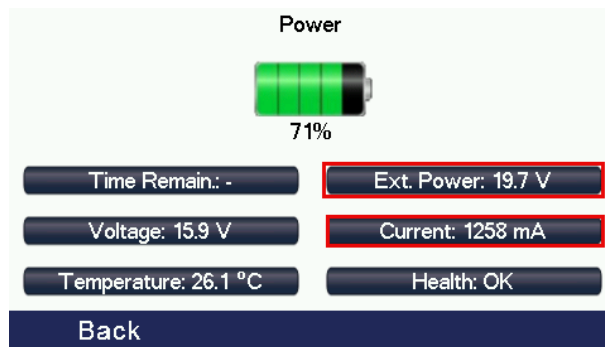 Power
71%
Time Remain.: -
Ext. Power: 19.7 V
Voltage: 15.9 V
Current: 1258 mA
Temperature: 26.1 °C
Health: OK
Back